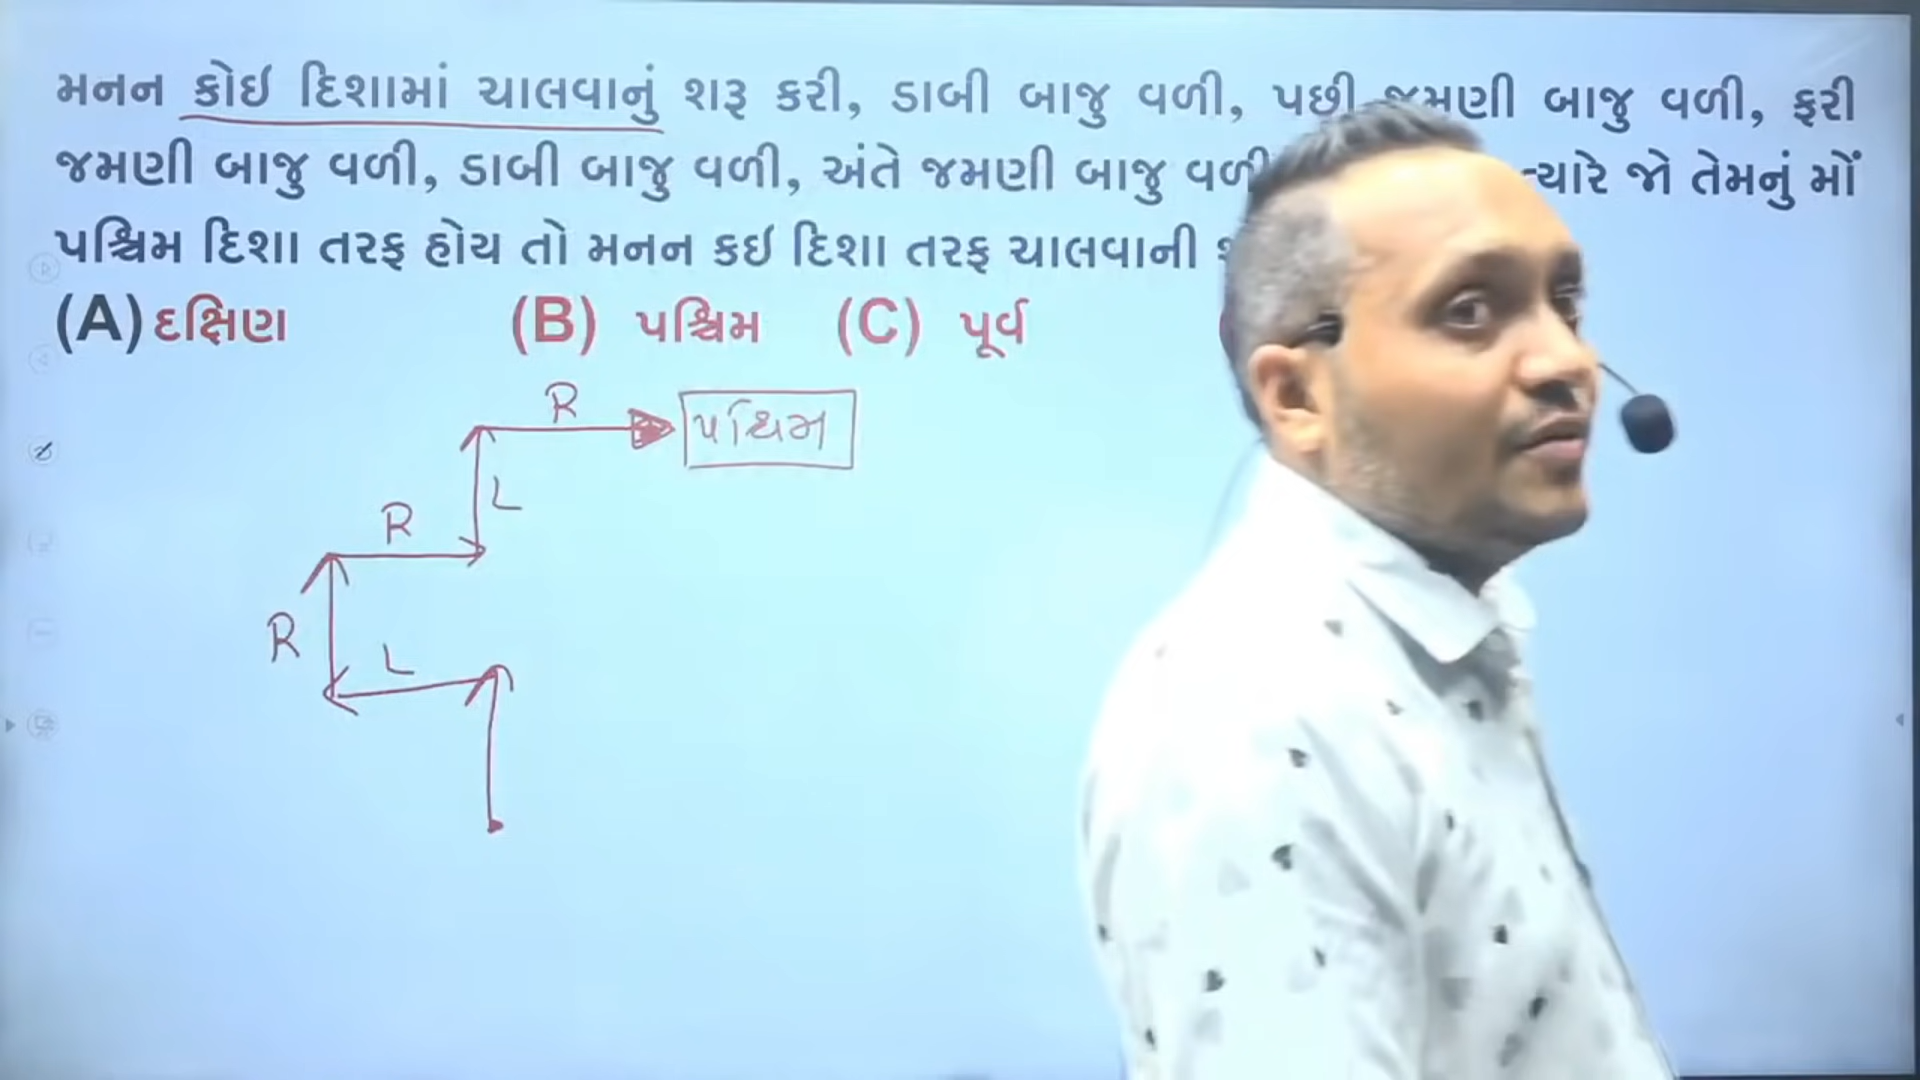 મનન કોઇ દિશામાં ચાલવાનું શરૂ કરી, ડાબી બાજુ વળી, પછી જમણી બાજુ વળી, ફરી
જમણી બાજુ વળી, ડાબી બાજુ વળી, અંતે જમણી બાજુ વળી ત્યારે જો તેમનું મોં
પશ્ચિમ દિશા તરફ હોય તો મનન કઇ દિશા તરફ ચાલવાની
(A) દક્ષિણ (B) પશ્ચિમ (C) પૂર્વ
R પશ્ચિમ
L
R
R
L